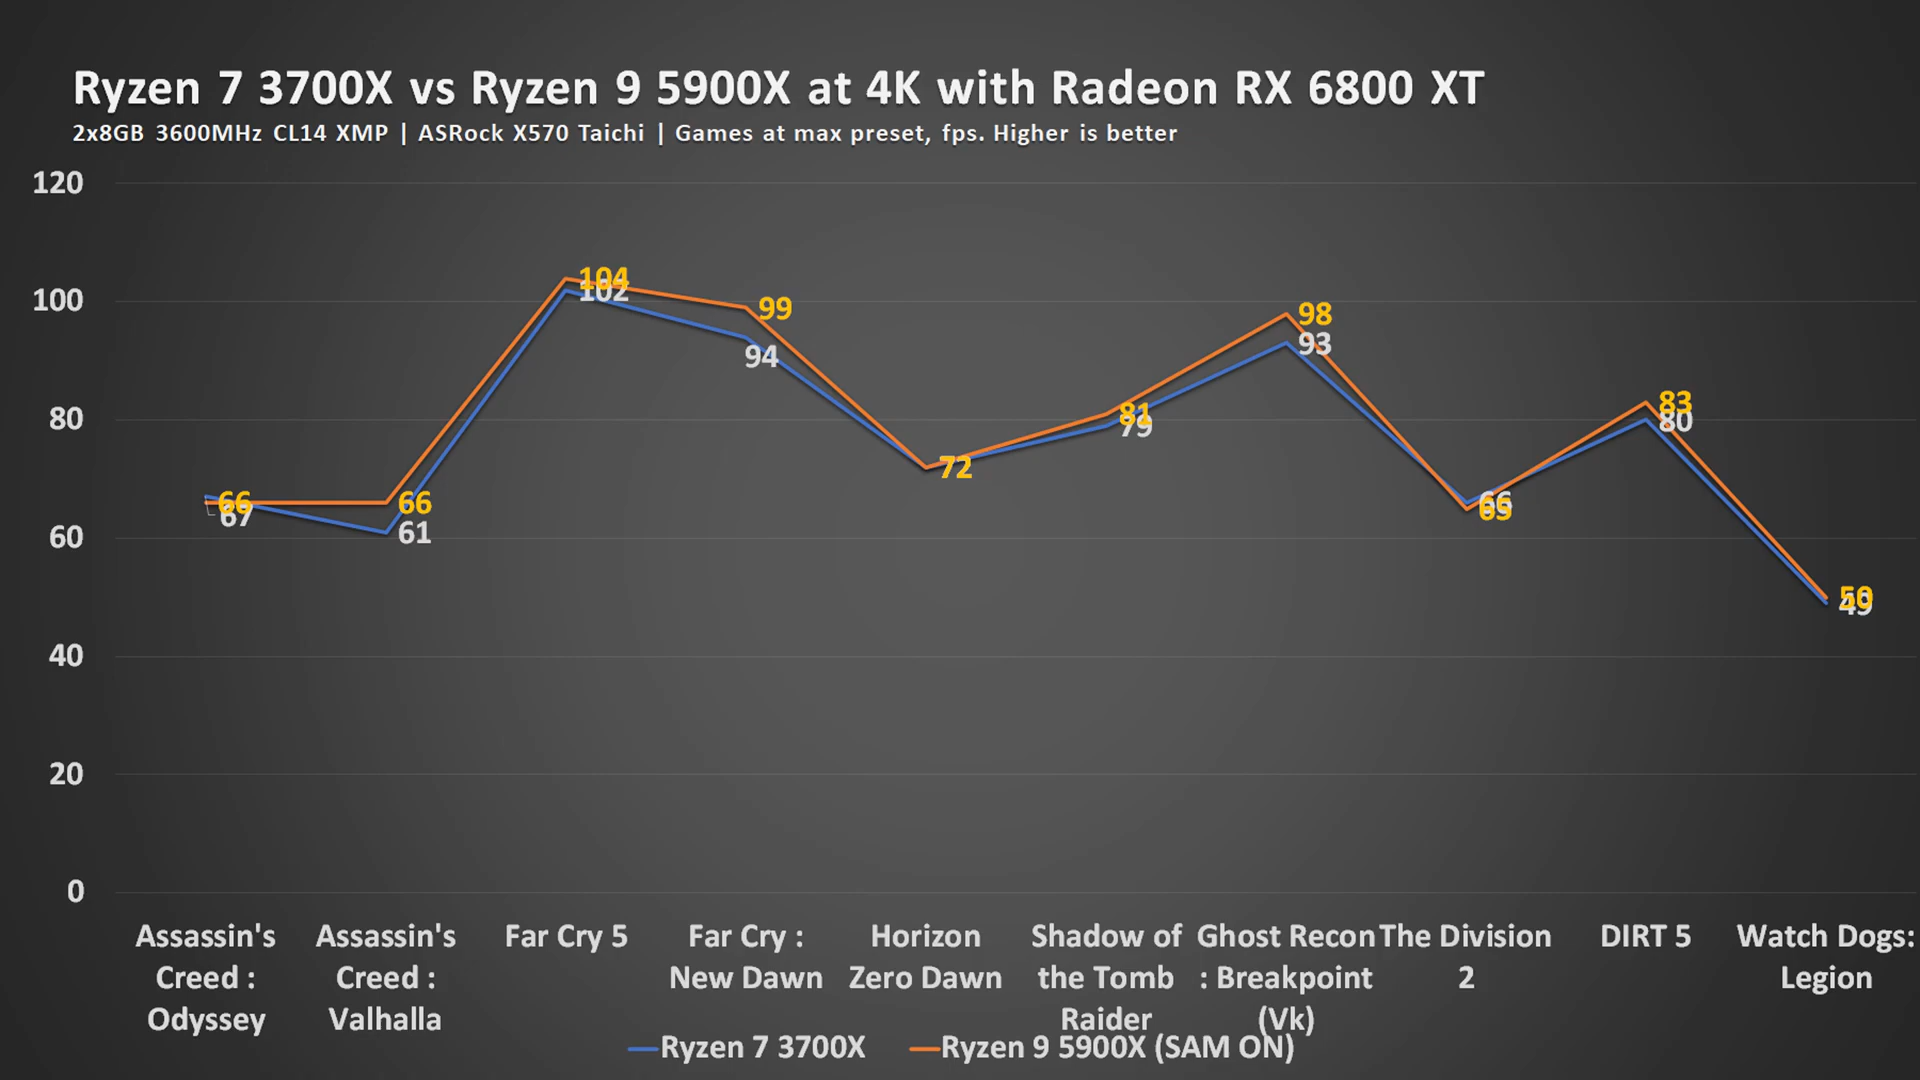 Ryzen 7 3700X vs Ryzen 9 5900X at 4K with Radeon RX 6800 XT
2x8GB 3600MHz CL14 XMP | ASRock X570 Taichi | Games at max preset, fps. Higher is better
120
100
80
60
40
20
0
66
67
66
61
104
102
99
94
72
81
79
98
93
66
65
83
80
50
49
Assassin's
Creed :
Odyssey
Assassin's
Creed :
Valhalla
Far Cry 5
Far Cry :
New Dawn
Horizon
Zero Dawn
Shadow of
the Tomb
Raider
Ghost Recon
: Breakpoint
(Vk)
The Division
2
DIRT 5
Watch Dogs:
Legion
Ryzen 7 3700X
Ryzen 9 5900X (SAM ON)